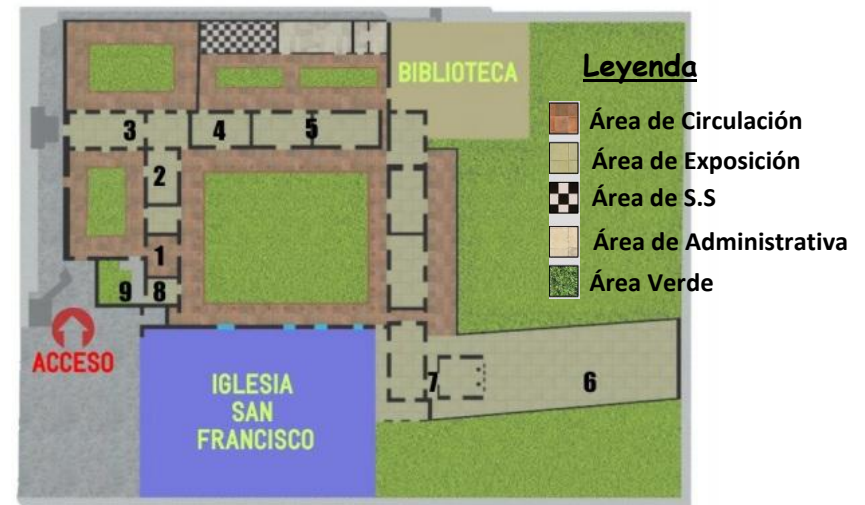 BIBLIOTECA
Leyenda
Área de Circulación
Área de Exposición
Área de S.S
Área de Administrativa
Área Verde
3
4
5
2
1
9
8
ACCESO
IGLESIA
SAN
FRANCISCO
7
6